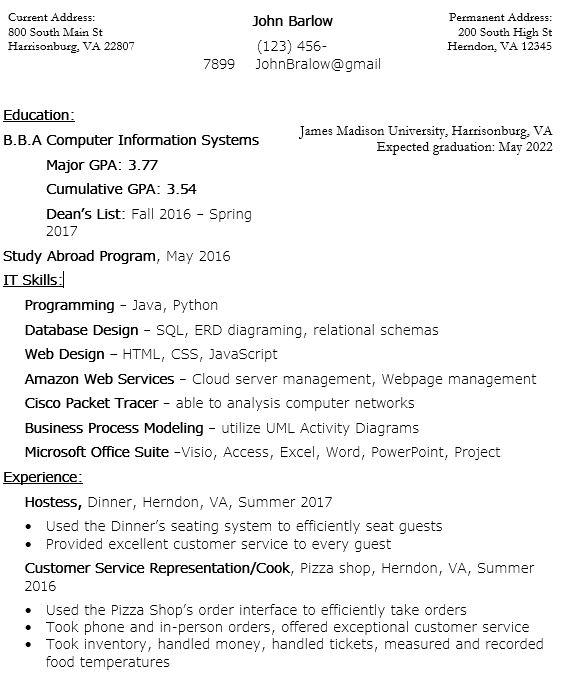 Current Address:
800 South Main St
Harrisonburg, VA 22807
John Barlow
(123) 456-
7899 JohnBralow@gmail
Permanent Address:
200 South High St
Herndon, VA 12345
Education:
B.B.A Computer Information Systems
James Madison University, Harrisonburg, VA
Expected graduation: May 2022
Major GPA: 3.77
Cumulative GPA: 3.54
Dean’s List: Fall 2016 – Spring
2017
Study Abroad Program, May 2016
IT Skills:
Programming – Java, Python
Database Design – SQL, ERD diagraming, relational schemas
Web Design – HTML, CSS, JavaScript
Amazon Web Services – Cloud server management, Webpage management
Cisco Packet Tracer – able to analysis computer networks
Business Process Modeling – utilize UML Activity Diagrams
Microsoft Office Suite –Visio, Access, Excel, Word, PowerPoint, Project
Experience:
Hostess, Dinner, Herndon, VA, Summer 2017
• Used the Dinner’s seating system to efficiently seat guests
• Provided excellent customer service to every guest
Customer Service Representation/Cook, Pizza shop, Herndon, VA, Summer
2016
• Used the Pizza Shop’s order interface to efficiently take orders
• Took phone and in-person orders, offered exceptional customer service
• Took inventory, handled money, handled tickets, measured and recorded
food temperatures